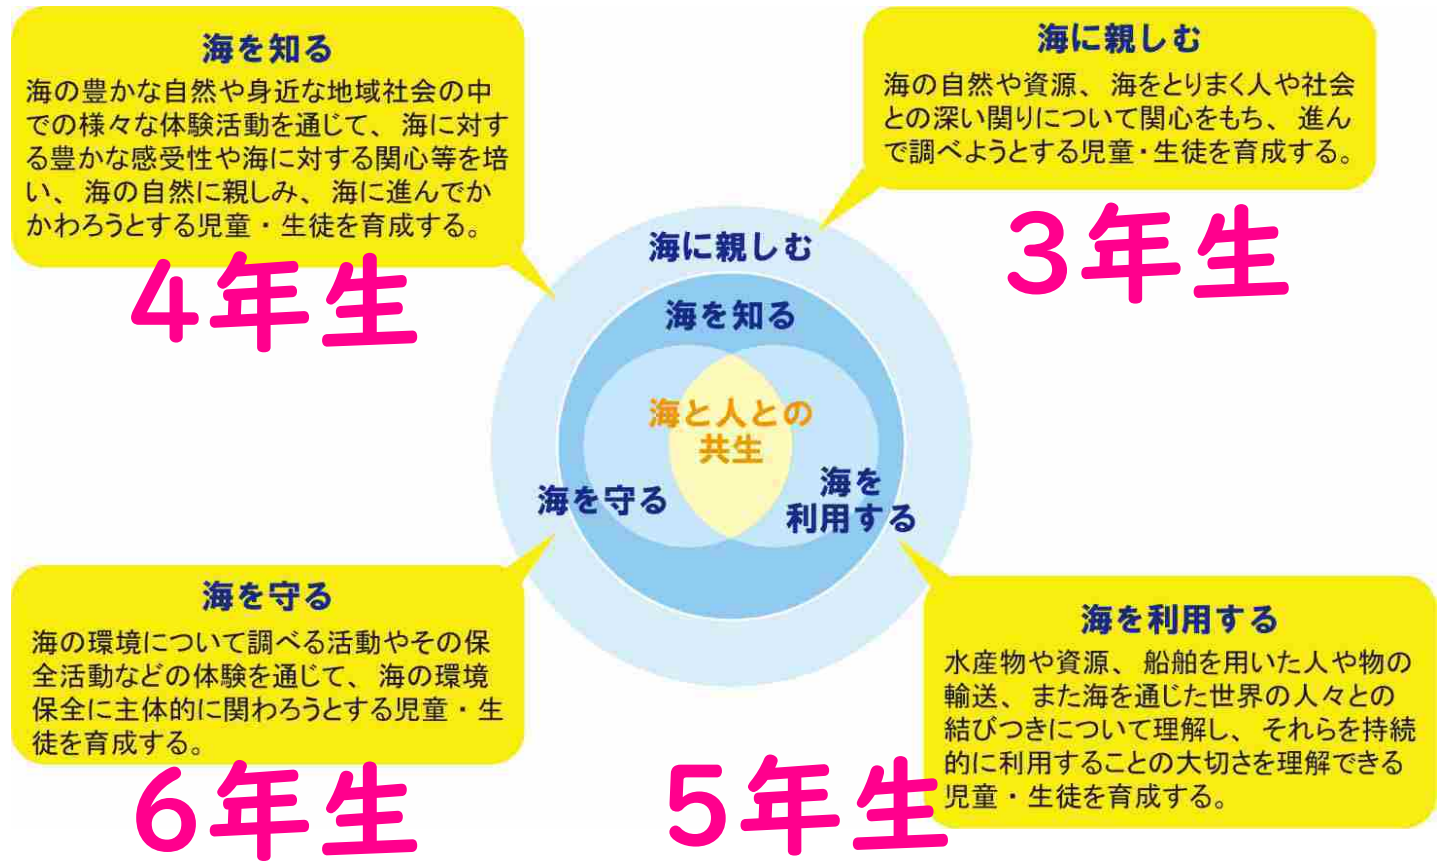 海を知る
海の豊かな自然や身近な地域社会の中
での様々な体験活動を通じて、海に対す
る豊かな感受性や海に対する関心等を培
い、海の自然に親しみ、海に進んでか
かわろうとする児童・生徒を育成する。
4年生
海に親しむ
海の自然や資源、海をとりまく人や社会
との深い関りについて関心をもち、進ん
で調べようとする児童・生徒を育成する。
3年生
海に親しむ
海を知る
海と人との
共生
海を守る
海を
利用する
海を守る
海の環境について調べる活動やその保
全活動などの体験を通じて、海の環境
保全に主体的に関わろうとする児童・生
徒を育成する。
6年生
海を利用する
水産物や資源、船舶を用いた人や物の
輸送、また海を通じた世界の人々との
結びつきについて理解し、それらを持続
的に利用することの大切さを理解できる
児童・生徒を育成する。
5年生